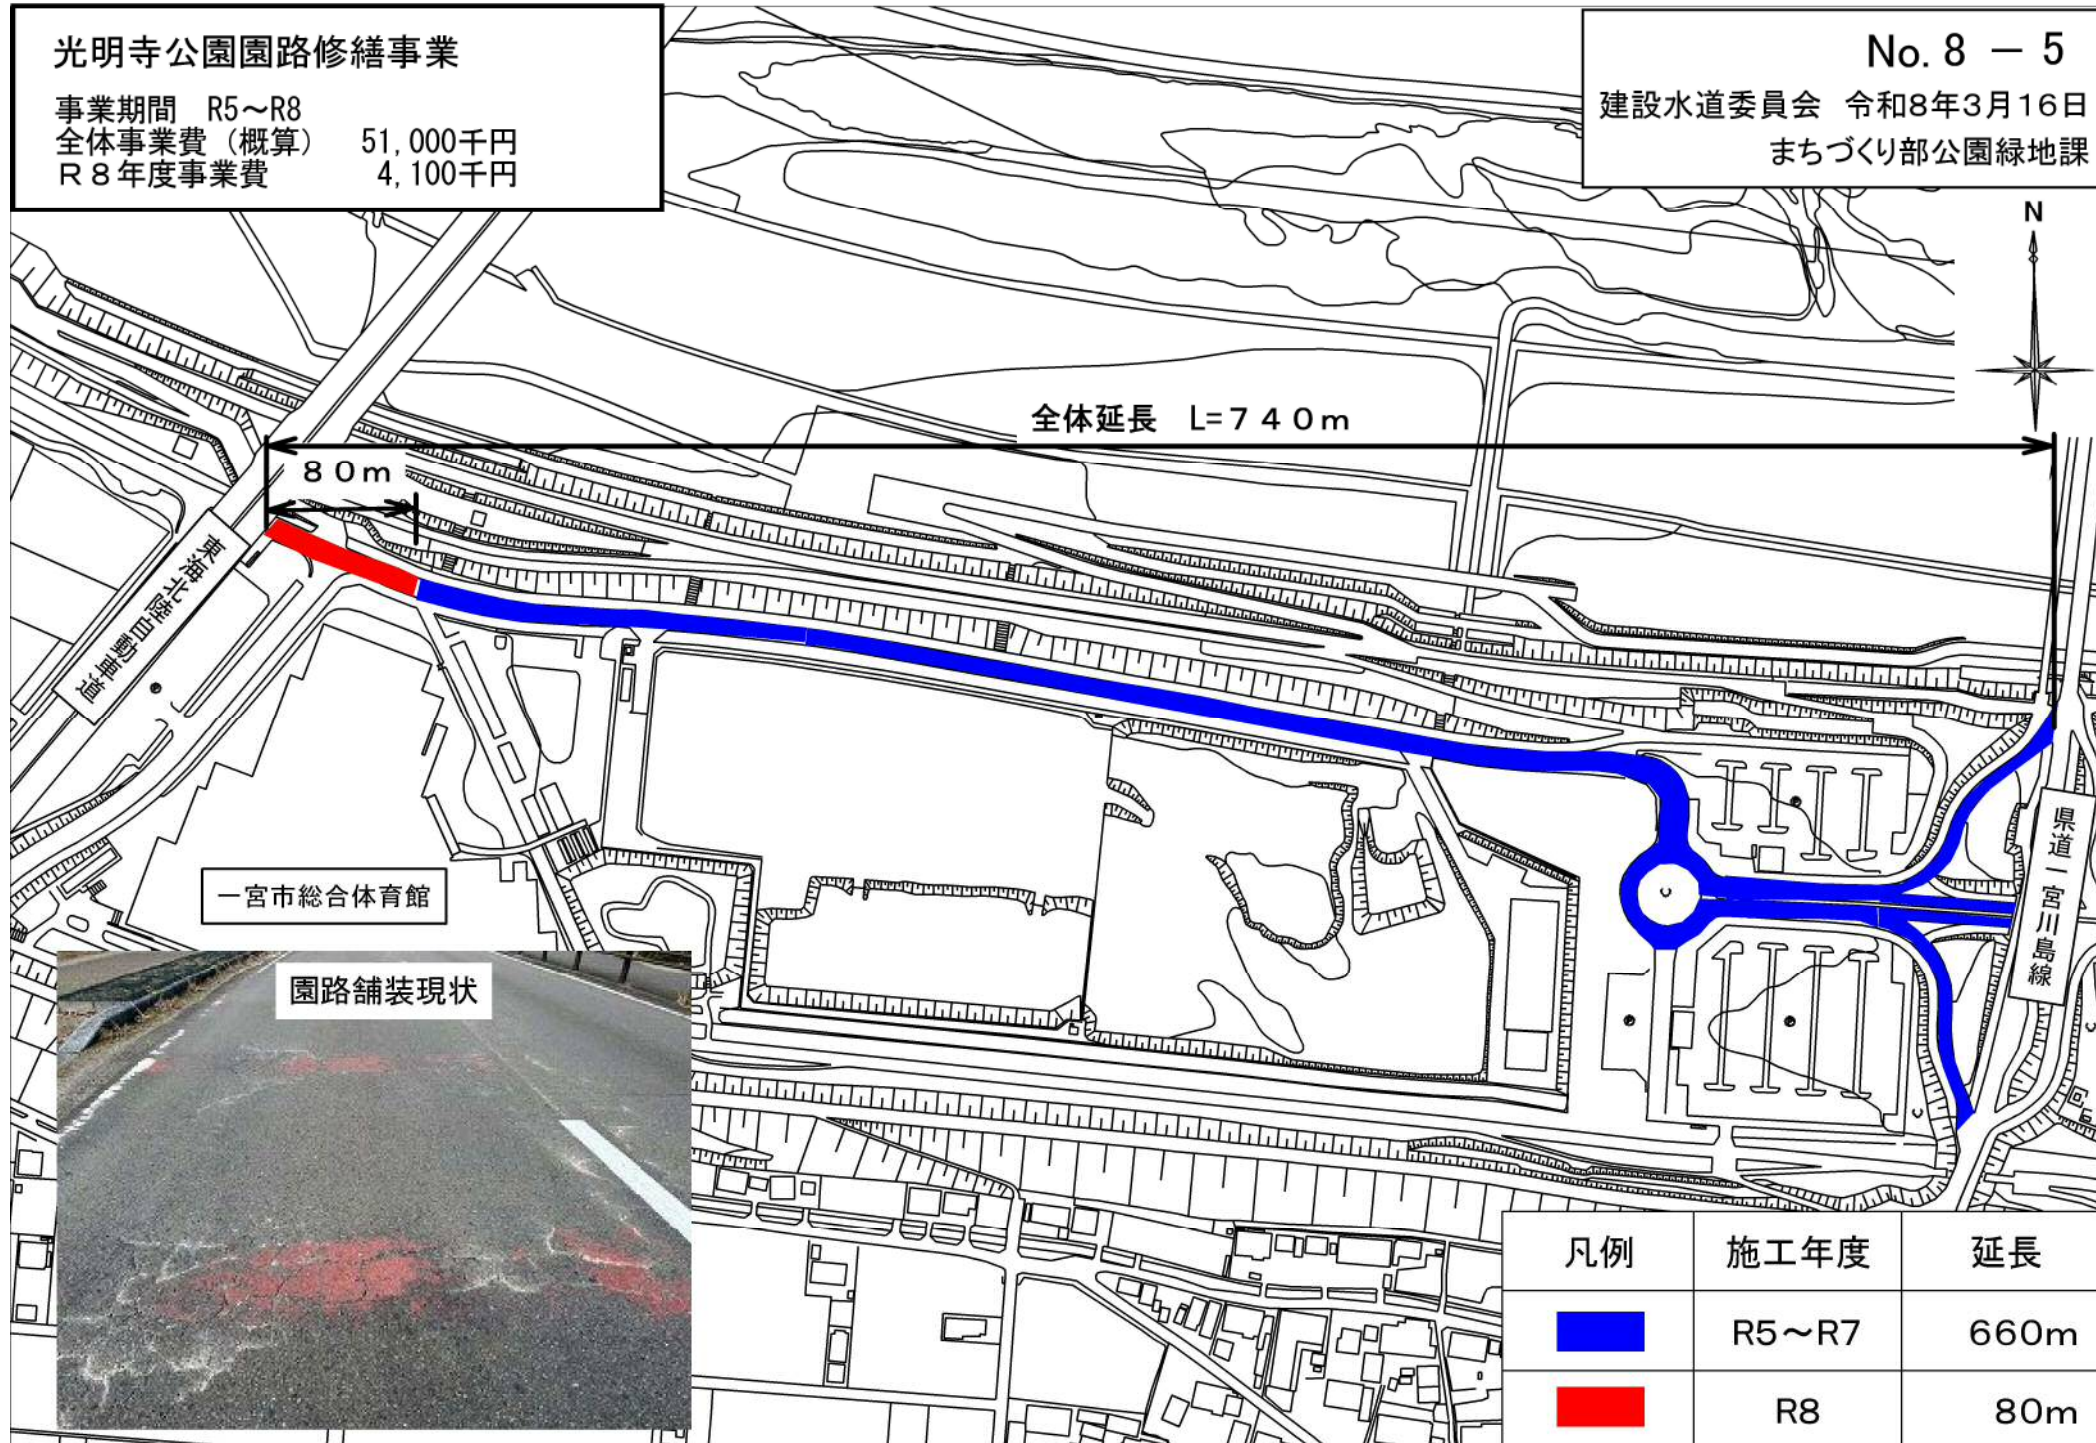 光明寺公園園路修繕事業
事業期間 R5～R8
全体事業費（概算） 51,000千円
R８年度事業費 4,100千円
No.８－５
建設水道委員会 令和8年3月16日
まちづくり部公園緑地課
N
全体延長 L=７４０m
８０m
東海北陸自動車道
県道一宮川島線
一宮市総合体育館
園路舗装現状
凡例 施工年度 延長
R5～R7 660m
R8 80m